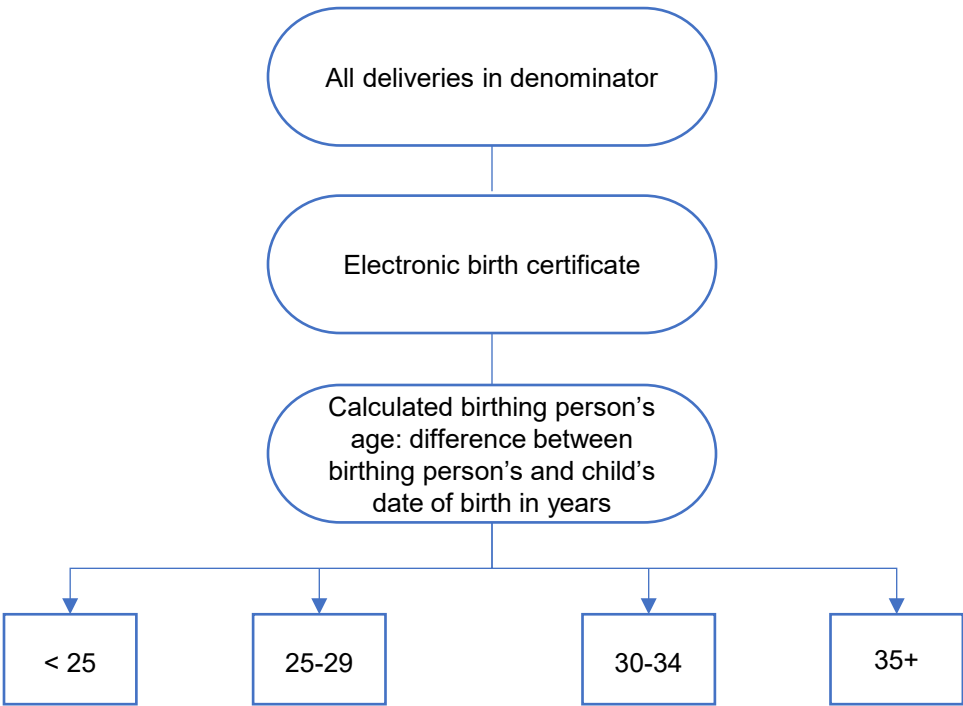 All deliveries in denominator
Electronic birth certificate
Calculated birthing person’s
age: difference between
birthing person’s and child’s
date of birth in years
< 25
25-29
30-34
35+